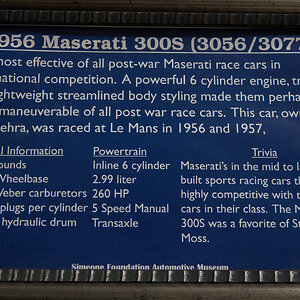 1956 Maserati 300S (3056/3077
most effective of all post-war Maserati race cars in
national competition. A powerful 6 cylinder engine,
ightweight streamlined body styling made them perha
maneuverable of all post war race cars. This car, ow
ehra, was raced at Le Mans in 1956 and 1957,
l Information Powertrain Trivia
ounds Inline 6 cylinder Maserati's in the mid to l
Wheelbase 2.99 liter built sports racing cars th
Veber carburetors 260 HP highly competitive with t
plugs per cylinder 5 Speed Manual cars in their class. The M
hydraulic drum Transaxle 300S was a favorite of St
Moss.
Simeone Foundation Automotive Museum